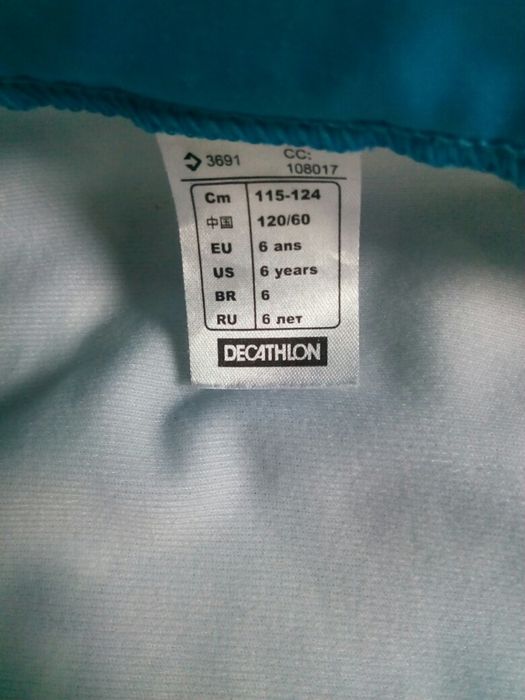 3691 CC:
108017
Cm 115-124
中国 120/60
EU 6 ans
US 6 years
BR 6
RU 6 лет
DECATHLON